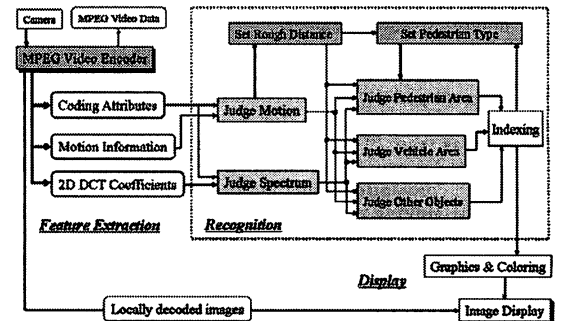 Camera
MPEG Video Data
MPEG Video Encoder
Coding Attributes
Motion Information
2D DCT Coefficients
Feature Extraction
Set Rough Distance
Set Pedestrian Type
Judge Motion
Judge Spectrum
Judge Pedestrian Area
Judge Vehicle Area
Judge Other Objects
Indexing
Recognition
Display
Graphics & Coloring
Locally decoded images
Image Display